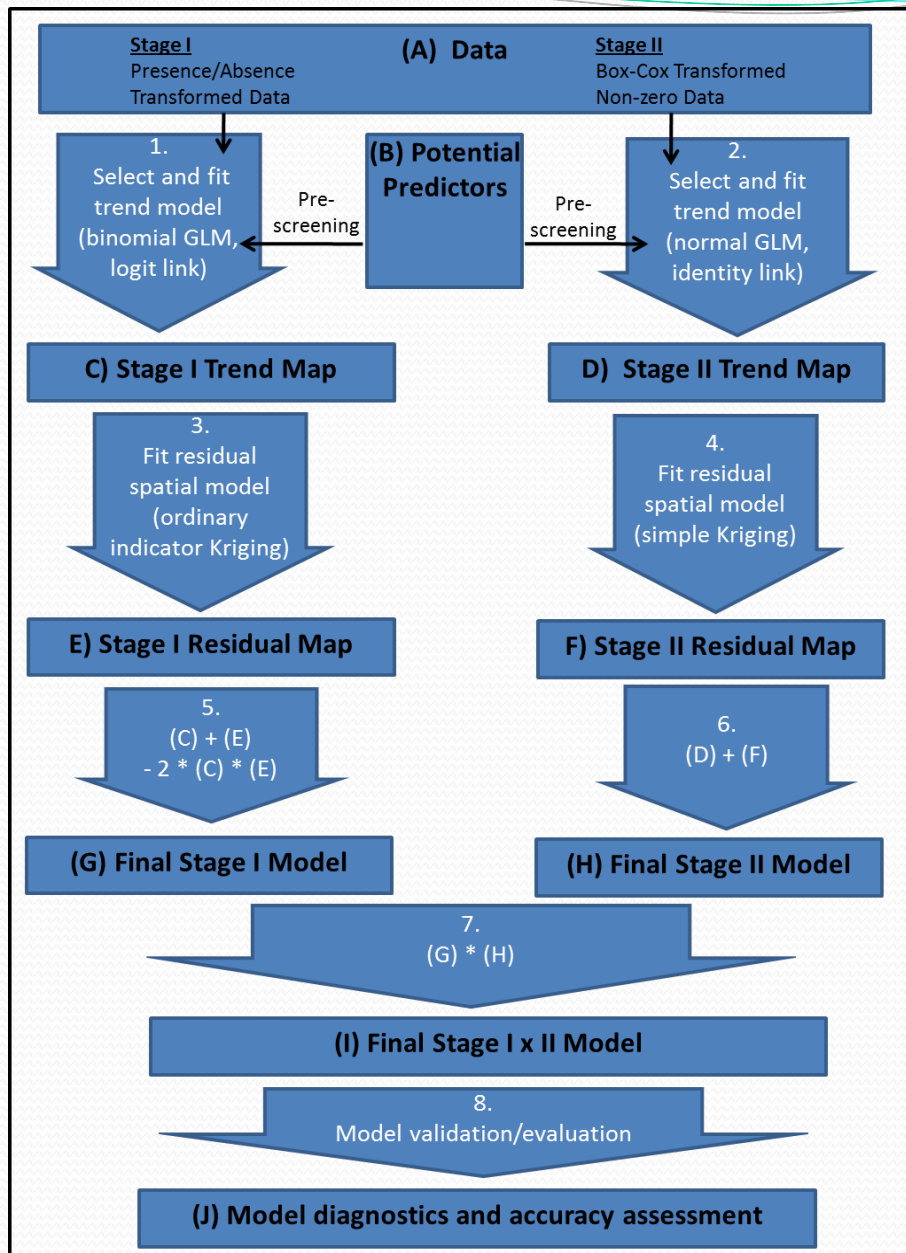 (A) Data
Stage I
Presence/Absence
Transformed Data
Stage II
Box-Cox Transformed
Non-zero Data
1.
Select and fit
trend model
(binomial GLM,
logit link)
Pre-
screening
(B) Potential
Predictors
Pre-
screening
2.
Select and fit
trend model
(normal GLM,
identity link)
C) Stage I Trend Map
D) Stage II Trend Map
3.
Fit residual
spatial model
(ordinary
indicator Kriging)
4.
Fit residual
spatial model
(simple Kriging)
E) Stage I Residual Map
F) Stage II Residual Map
5.
(C) + (E)
- 2 * (C) * (E)
6.
(D) + (F)
(G) Final Stage I Model
(H) Final Stage II Model
7.
(G) * (H)
(I) Final Stage I x II Model
8.
Model validation/evaluation
(J) Model diagnostics and accuracy assessment